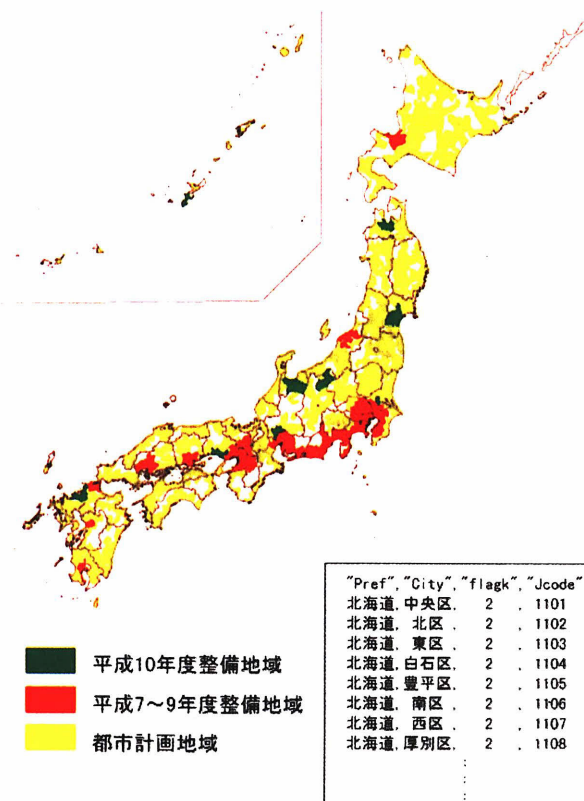 平成10年度整備地域
平成7～9年度整備地域
都市計画地域
"Pref","City","flagk","Jcode"
北海道,中央区, 2 , 1101
北海道, 北区 , 2 , 1102
北海道, 東区 , 2 , 1103
北海道,白石区, 2 , 1104
北海道,豊平区, 2 , 1105
北海道, 南区 , 2 , 1106
北海道, 西区 , 2 , 1107
北海道,厚別区, 2 , 1108